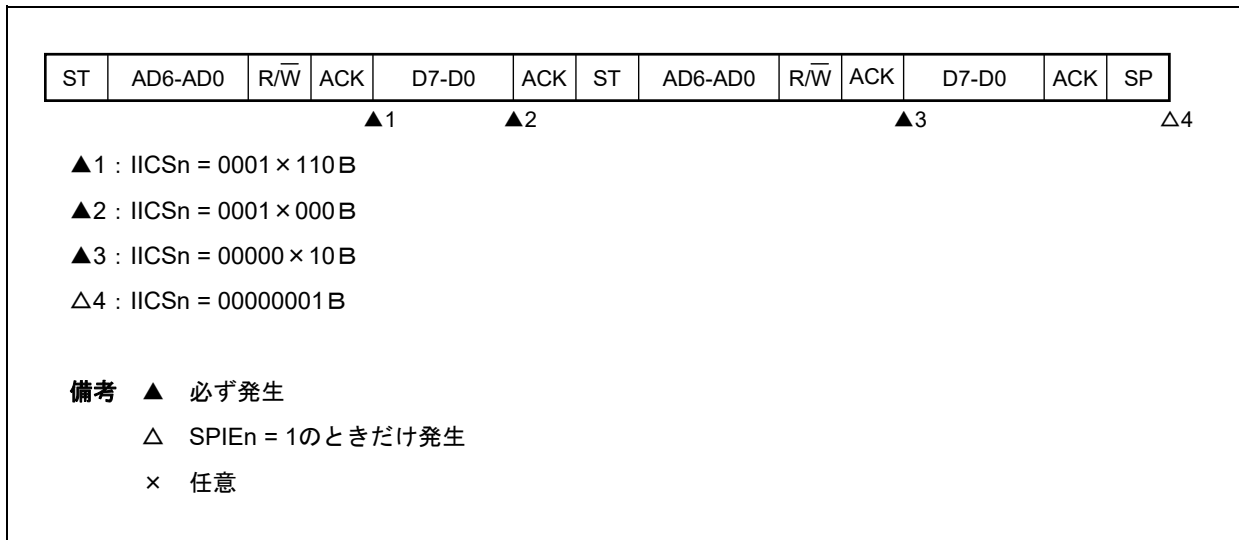 ST AD6-AD0 R/W̅ ACK D7-D0 ACK ST AD6-AD0 R/W̅ ACK D7-D0 ACK SP
▲1 ▲2 ▲3 △4
▲1：IICSn = 0001×110B
▲2：IICSn = 0001×000B
▲3：IICSn = 00000×10B
△4：IICSn = 00000001B
備考 ▲ 必ず発生
△ SPIEn = 1のときだけ発生
× 任意